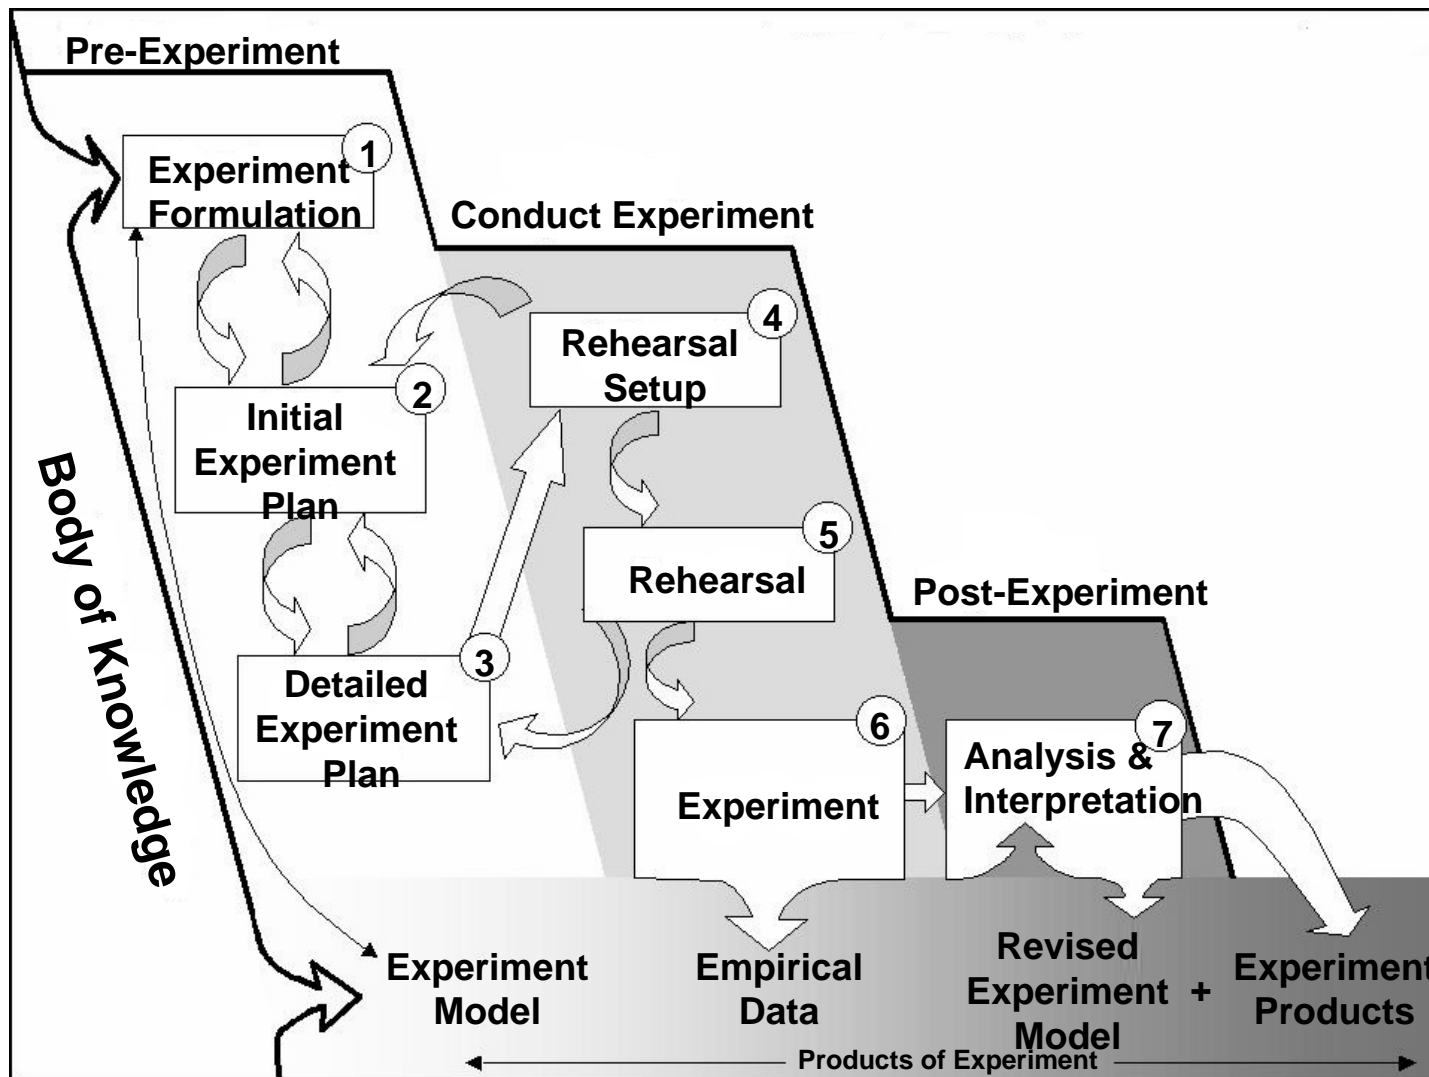 Pre-Experiment
1
Experiment
Formulation
Conduct Experiment
2
Initial
Experiment
Plan
4
Rehearsal
Setup
Body of Knowledge
5
Rehearsal
Post-Experiment
3
Detailed
Experiment
Plan
6
Experiment
7
Analysis &
Interpretation
Experiment
Model
Empirical
Data
Revised
Experiment
Model
+
Experiment
Products
Products of Experiment